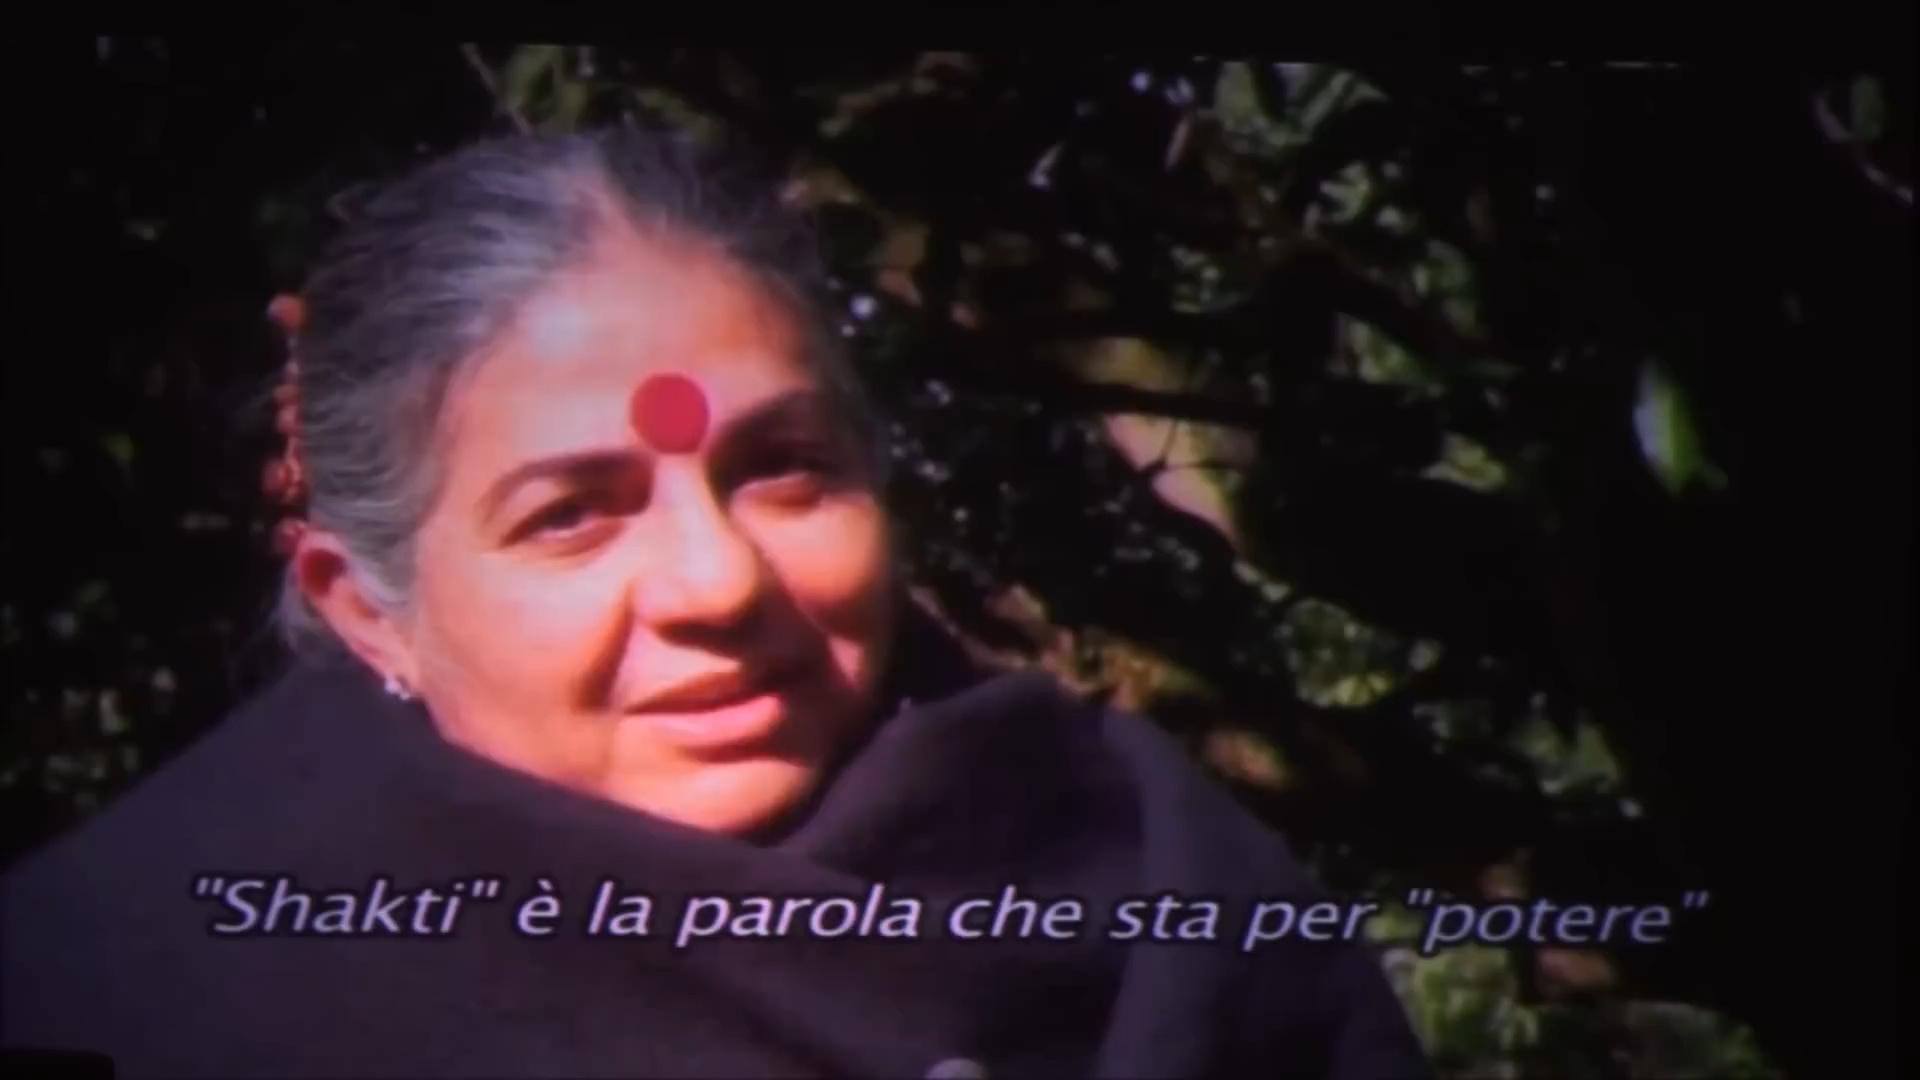 "Shakti" è la parola che sta per "potere"